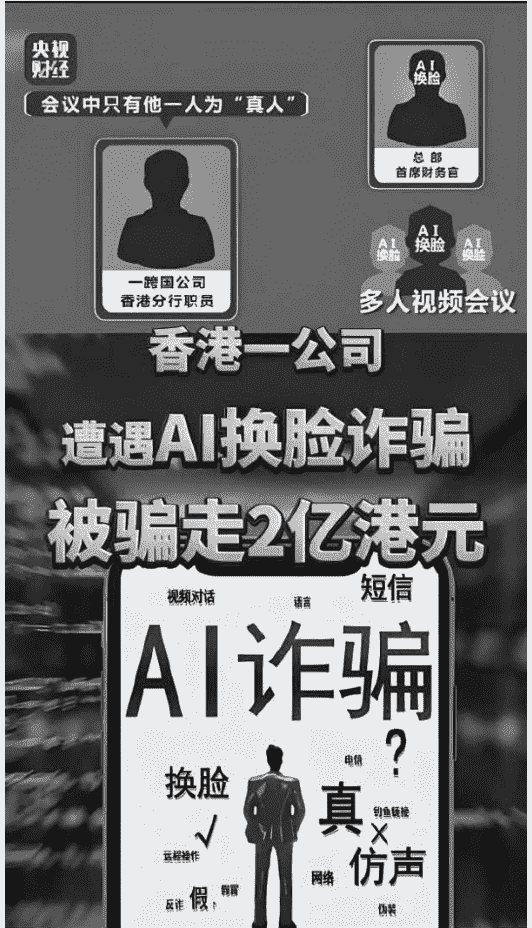 央视
财经
会议中只有他一人为“真人”
AI
换脸
总部
首席财务官
一跨国公司
香港分行职员
AI
换脸
AI
换脸
AI
换脸
多人视频会议
香港一公司
遭遇AI换脸诈骗
被骗走2亿港元
视频对话
语言
短信
AI诈骗
?
换脸
√
电信
真
钓鱼链接
×
远程操作
仿声
网络
反诈
假,
假冒
伪装